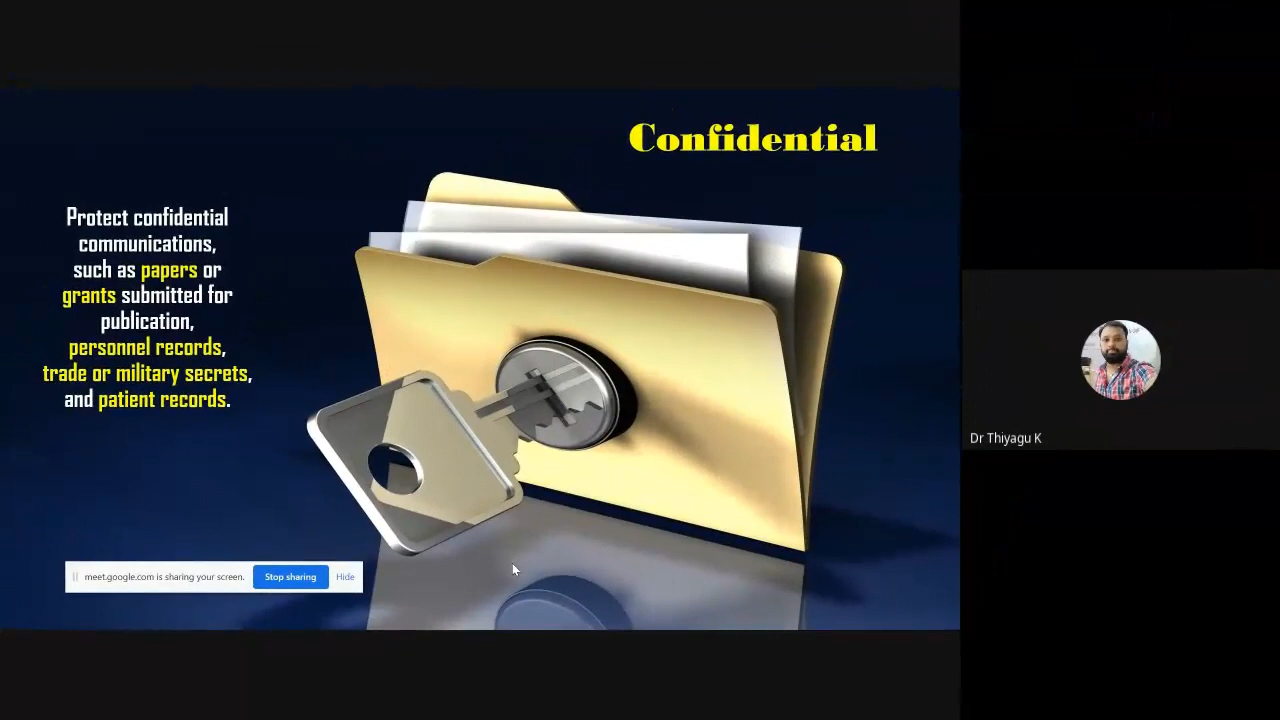 Confidential
Protect confidential
communications,
such as papers or
grants submitted for
publication,
personnel records,
trade or military secrets,
and patient records.
meet.google.com is sharing your screen. Stop sharing Hide
Dr Thiyagu K